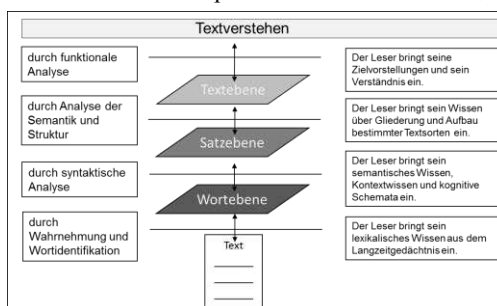 Textverstehen
durch funktionale
Analyse
Der Leser bringt seine
Zielvorstellungen und sein
Verständnis ein.
Textebene
durch Analyse der
Semantik und
Struktur
Der Leser bringt sein Wissen
über Gliederung und Aufbau
bestimmter Textsorten ein.
Satzebene
durch syntaktische
Analyse
Der Leser bringt sein
semantisches Wissen,
Kontextwissen und kognitive
Schemata ein.
Wortebene
durch
Wahrnehmung und
Wortidentifikation
Text
Der Leser bringt sein
lexikalisches Wissen aus dem
Langzeitgedächtnis ein.